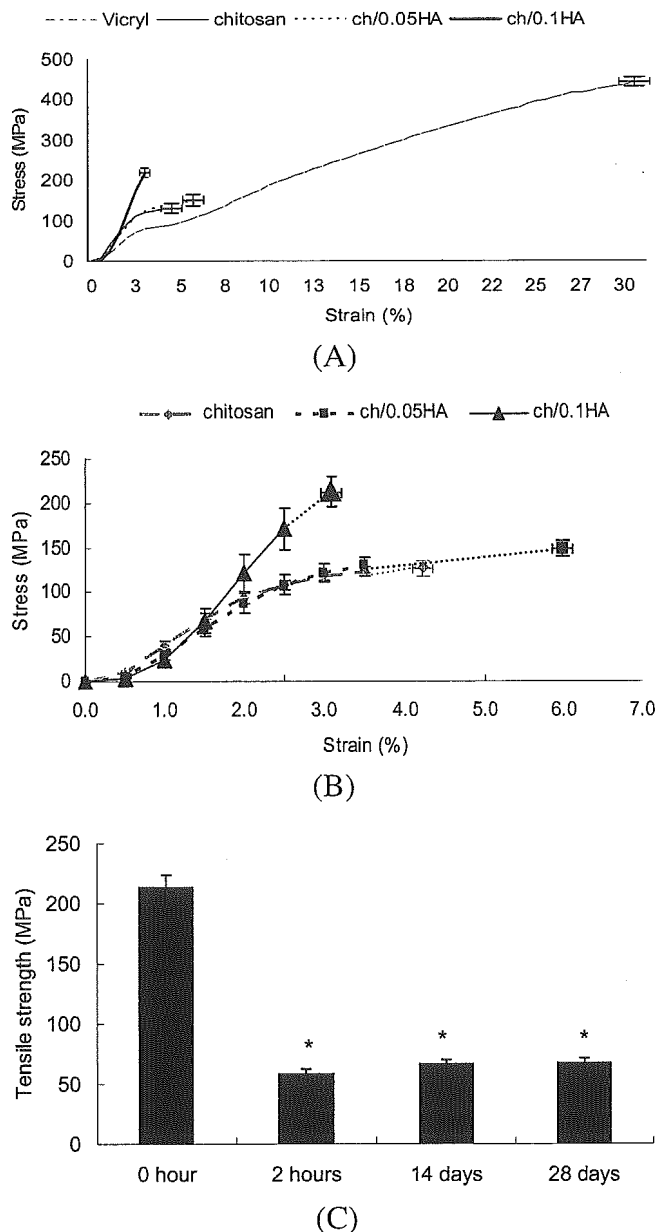 Vicryl chitosan ch/0.05HA ch/0.1HA
500
400
300
200
100
0
Stress (MPa)
0 1 3 5 6 8 10 13 15 18 20 22 25 27 30
Strain (%)
(A)
chitosan ch/0.05HA ch/0.1HA
250
200
150
100
50
0
Stress (MPa)
0.0 1.0 2.0 3.0 4.0 5.0 6.0 7.0
Strain (%)
(B)
250
200
150
100
50
0
Tensile strength (MPa)
* * *
0 hour 2 hours 14 days 28 days
(C)